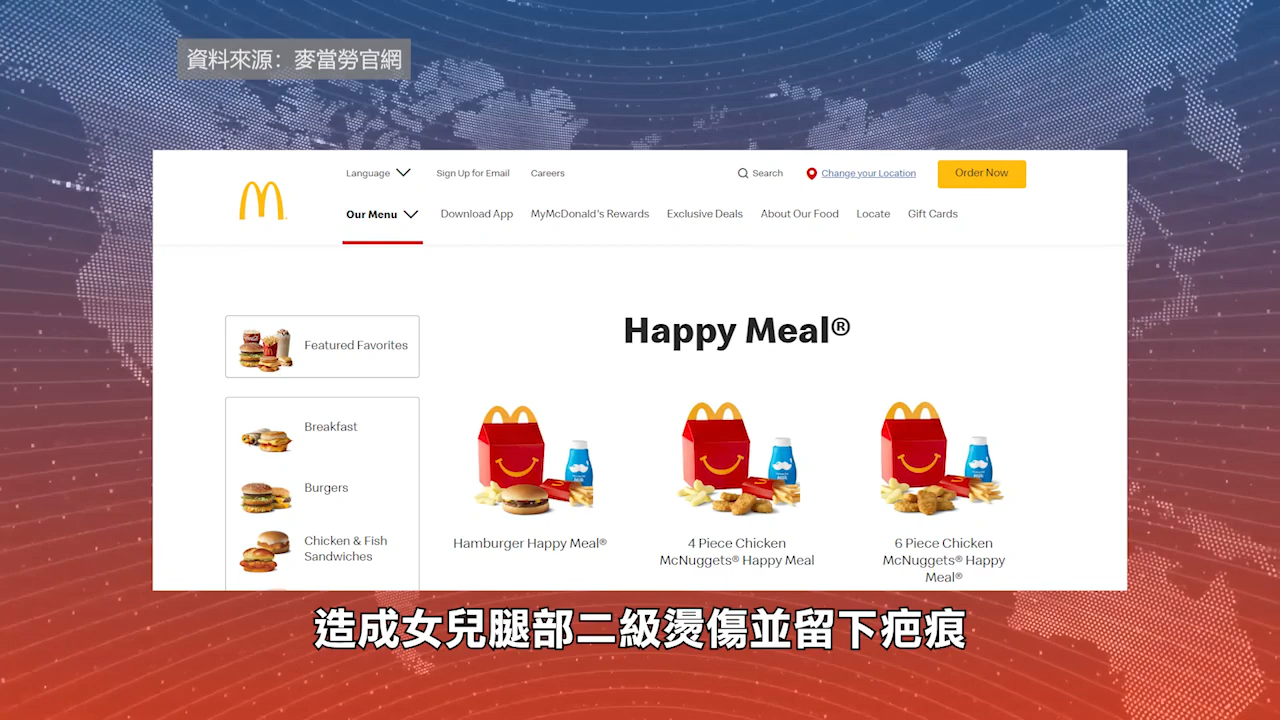 資料來源：麥當勞官網
Language
Sign Up for Email
Careers
Search
Change your Location
Order Now
Our Menu
Download App
MyMcDonald's Rewards
Exclusive Deals
About Our Food
Locate
Gift Cards
Happy Meal®
Featured Favorites
Breakfast
Burgers
Chicken & Fish
Sandwiches
Hamburger Happy Meal®
4 Piece Chicken
McNuggets® Happy Meal
6 Piece Chicken
McNuggets® Happy
Meal®
造成女兒腿部二級燙傷並留下疤痕